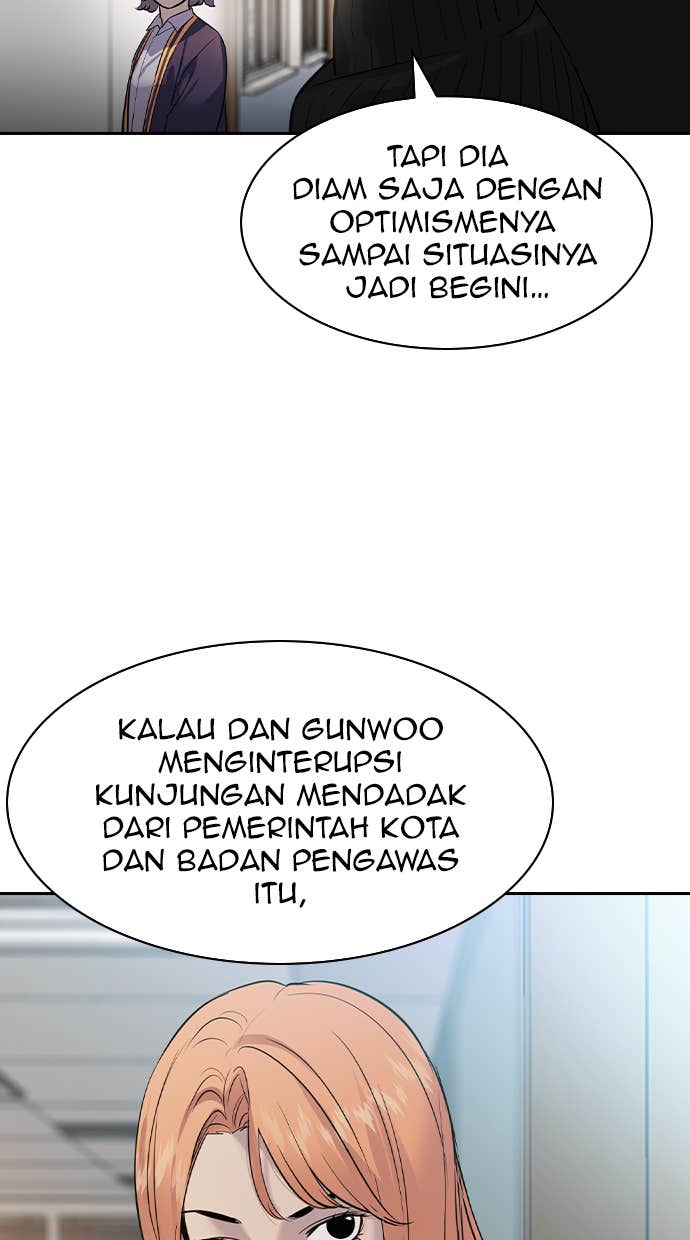 TAPI DIA
DIAM SAJA DENGAN
OPTIMISMENYA
SAMPAI SITUASINYA
JADI BEGINI...
KALAU DAN GUNWOO
MENGINTERUPSI
KUNJUNGAN MENDADAK
DARI PEMERINTAH KOTA
DAN BADAN PENGAWAS
ITU,